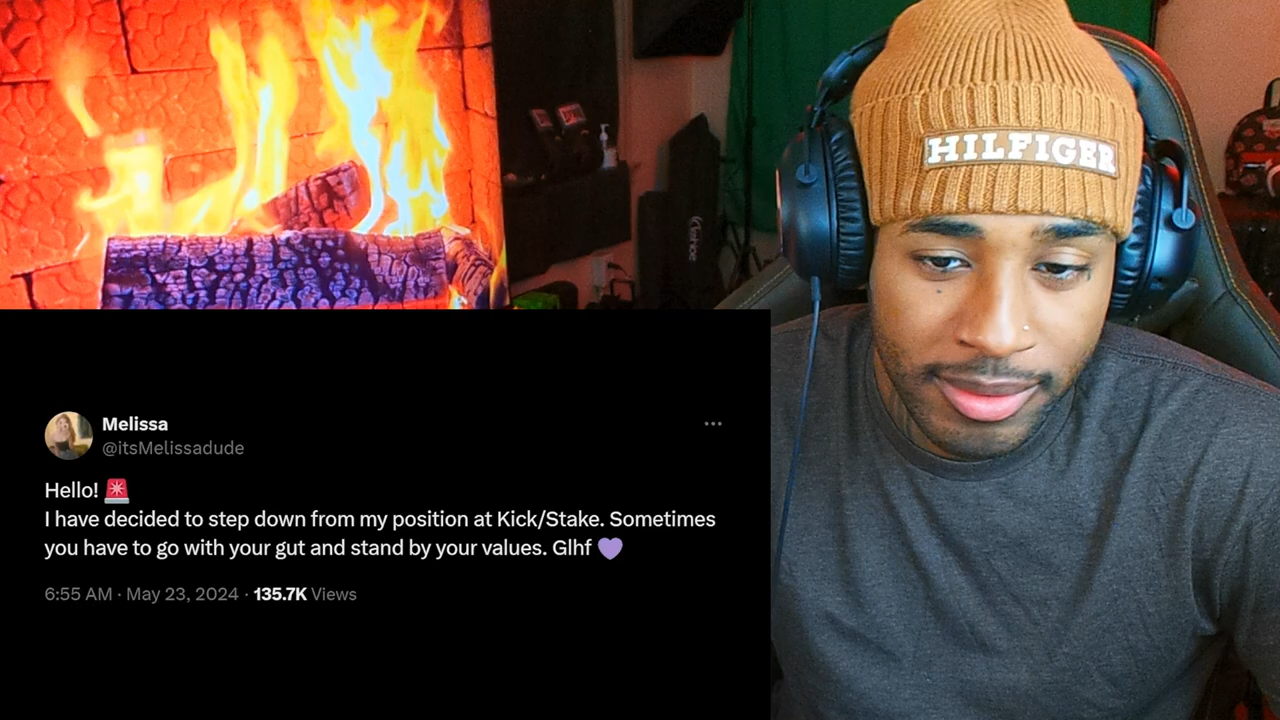 HILFIGER
Melissa
@itsMelissadude
Hello! 🚨
I have decided to step down from my position at Kick/Stake. Sometimes
you have to go with your gut and stand by your values. Glhf 💜
6:55 AM · May 23, 2024 · 135.7K Views